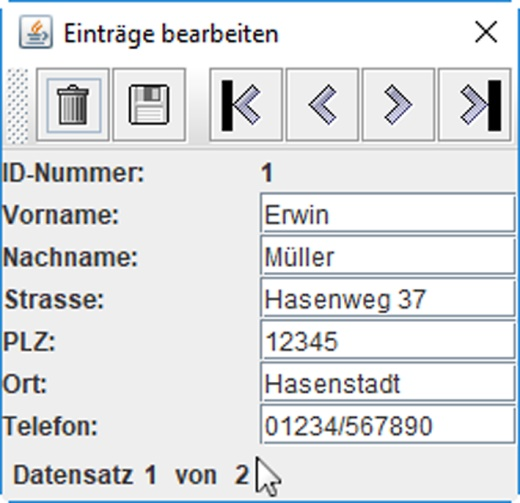 Einträge bearbeiten
ID-Nummer: 1
Vorname: Erwin
Nachname: Müller
Strasse: Hasenweg 37
PLZ: 12345
Ort: Hasenstadt
Telefon: 01234/567890
Datensatz 1 von 2